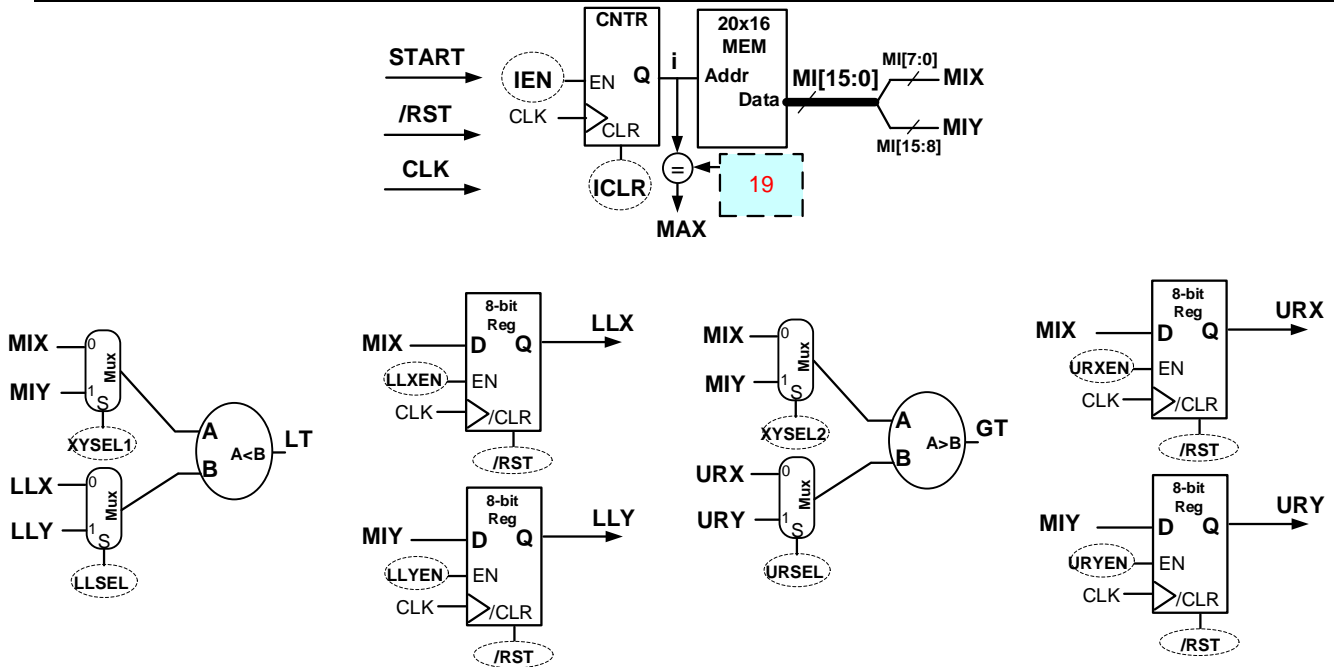 CNTR
20x16
MEM
START
IEN
EN
Q
i
Addr
MI[15:0]
MI[7:0]
MIX
Data
CLK
CLR
/RST
MIY
MI[15:8]
CLK
ICLR
=
19
MAX
MIX
0
MIY
1
Mux
S
XYSEL1
A
B
A<B
LT
LLX
0
LLY
1
Mux
S
LLSEL
8-bit
Reg
MIX
D
Q
LLX
LLXEN
EN
CLK
/CLR
/RST
8-bit
Reg
MIY
D
Q
LLY
LLYEN
EN
CLK
/CLR
/RST
MIX
0
MIY
1
Mux
S
XYSEL2
A
B
A>B
GT
URX
0
URY
1
Mux
S
URSEL
8-bit
Reg
MIX
D
Q
URX
URXEN
EN
CLK
/CLR
/RST
8-bit
Reg
MIY
D
Q
URY
URYEN
EN
CLK
/CLR
/RST